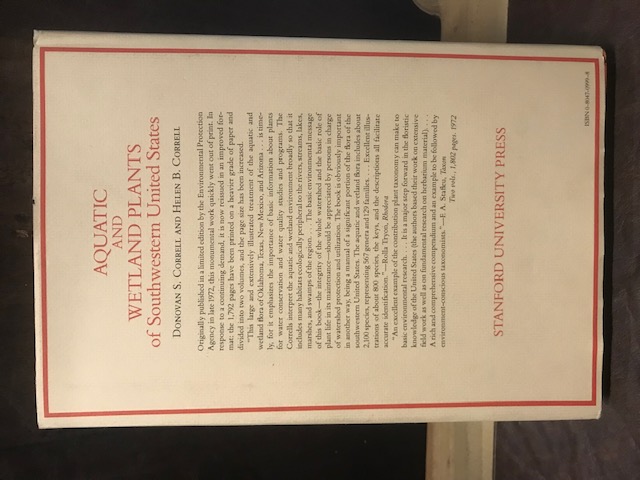 AQUATIC
AND
WETLAND PLANTS
of Southwestern United States
DONOVAN S. CORRELL AND HELEN B. CORRELL
Originally published in a limited edition by the Environmental Protection
Agency in late 1972, this monumental work quickly went out of print. In
response to a continuing demand, it is now reissued in an improved for-
mat: the 1,792 pages have been printed on a heavier grade of paper and
divided into two volumes, and the page size has been increased.
"This large and extensively illustrated treatment of the aquatic and
wetland flora of Oklahoma, Texas, New Mexico, and Arizona . . . is time-
ly, for it emphasizes the importance of basic information about plants
for water conservation and water quality studies and programs. The
Corrells interpret the aquatic and wetland environment broadly so that it
includes many habitats ecologically peripheral to the rivers, streams, lakes,
marshes, and swamps of the region. . . . The basic environmental message
of this book—the integrity of the whole watershed and the basic role of
plant life in its maintenance—should be appreciated by persons in charge
of watershed protection and utilization. The book is obviously important
in another way, being a manual of a significant portion of the flora of the
southwestern United States. The aquatic and wetland flora includes about
2,100 species, representing 567 genera and 129 families. . . . Excellent illus-
trations of about 800 species, the keys, and the descriptions all facilitate
accurate identification."—Rolla Tryon, Rhodora
"An excellent example of the contribution plant taxonomy can make to
basic environmental research. . . . It is a major step forward in the floristic
knowledge of the United States (the authors based their work on extensive
field work as well as on fundamental research on herbarium material). . . .
A rich and comprehensive compendium and an example to be followed by
environment-conscious taxonomists."—F. A. Stafleu, Taxon
Two vols., 1,802 pages. 1972
STANFORD UNIVERSITY PRESS
ISBN 0-8047-0909-4